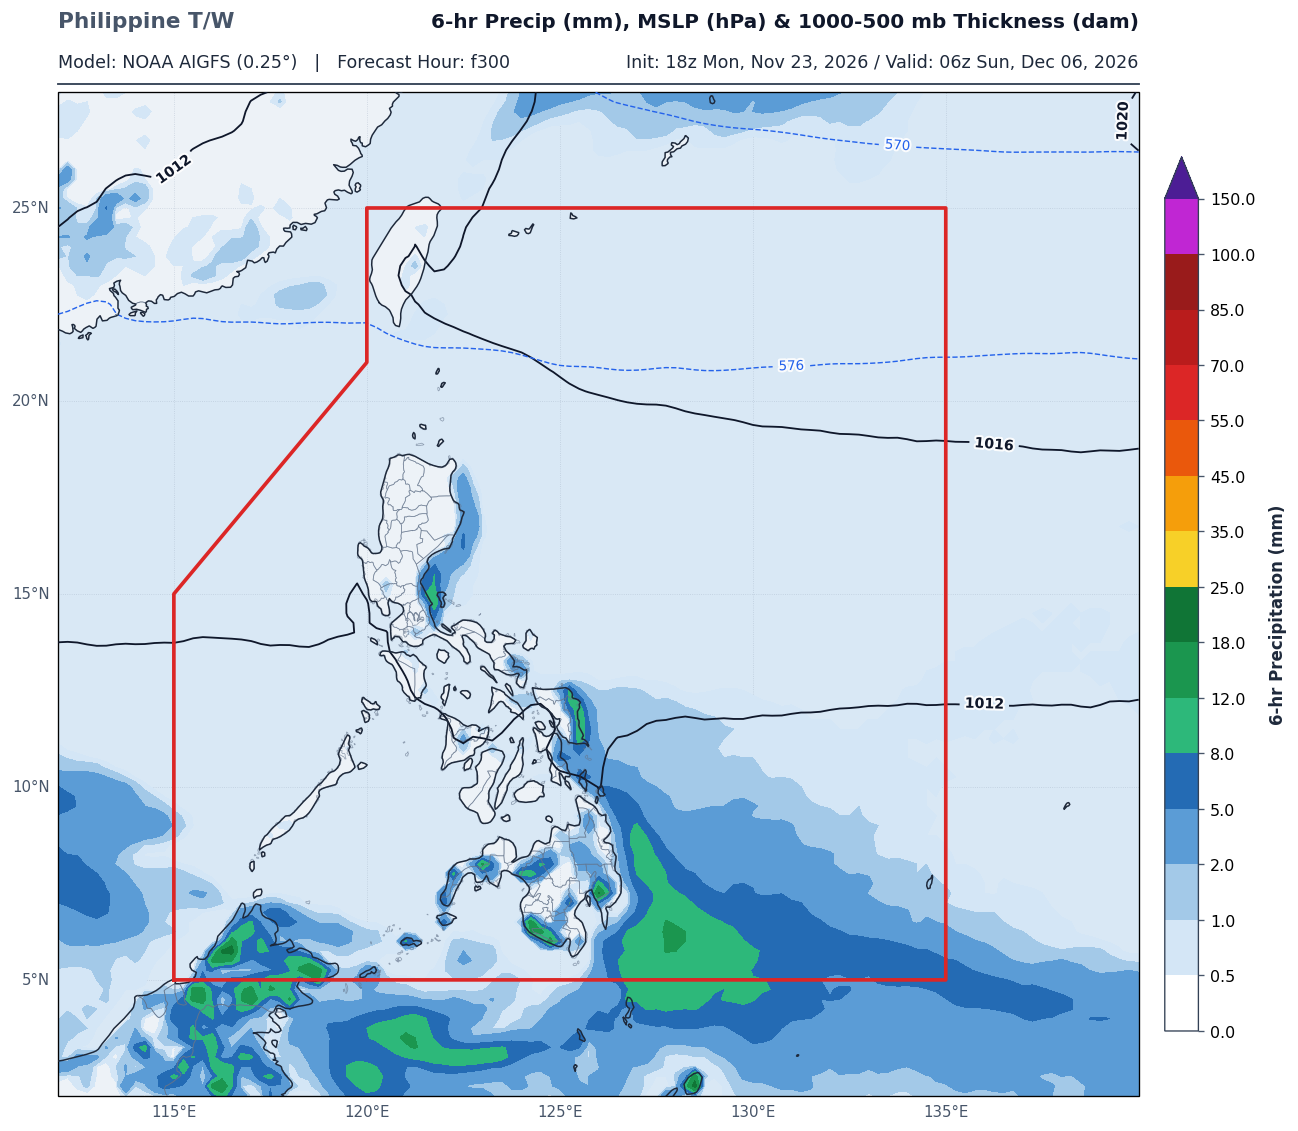 Philippine T/W
6-hr Precip (mm), MSLP (hPa) & 1000-500 mb Thickness (dam)
Model: NOAA AIGFS (0.25°) | Forecast Hour: f300
Init: 18z Mon, Nov 23, 2026 / Valid: 06z Sun, Dec 06, 2026
1020
570
1012
576
1016
1012
25°N
20°N
15°N
10°N
5°N
115°E
120°E
125°E
130°E
135°E
150.0
100.0
85.0
70.0
55.0
45.0
35.0
25.0
18.0
12.0
8.0
5.0
2.0
1.0
0.5
0.0
6-hr Precipitation (mm)